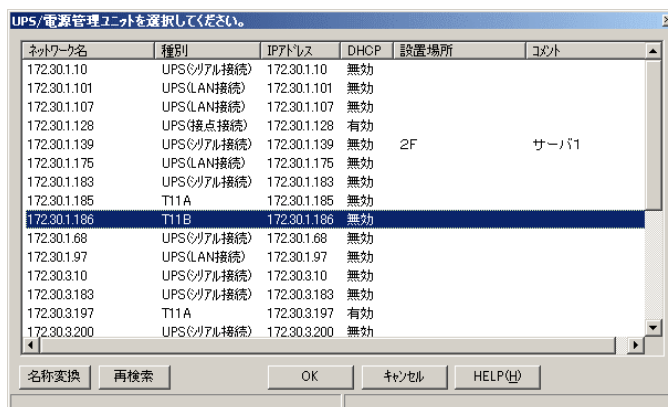 UPS/電源管理ユニットを選択してください。
ネットワーク名 種別 IPアドレス DHCP 設置場所 コメント
172.30.1.10 UPS(シリアル接続) 172.30.1.10 無効
172.30.1.101 UPS(LAN接続) 172.30.1.101 無効
172.30.1.107 UPS(LAN接続) 172.30.1.107 無効
172.30.1.128 UPS(接点接続) 172.30.1.128 有効
172.30.1.139 UPS(シリアル接続) 172.30.1.139 無効 2F サーバ1
172.30.1.175 UPS(LAN接続) 172.30.1.175 無効
172.30.1.183 UPS(シリアル接続) 172.30.1.183 無効
172.30.1.185 T11A 172.30.1.185 無効
172.30.1.186 T11B 172.30.1.186 無効
172.30.1.68 UPS(シリアル接続) 172.30.1.68 無効
172.30.1.97 UPS(LAN接続) 172.30.1.97 無効
172.30.3.10 UPS(シリアル接続) 172.30.3.10 無効
172.30.3.183 UPS(シリアル接続) 172.30.3.183 無効
172.30.3.197 T11A 172.30.3.197 有効
172.30.3.200 UPS(シリアル接続) 172.30.3.200 無効
名称変換 再検索 OK キャンセル HELP(H)